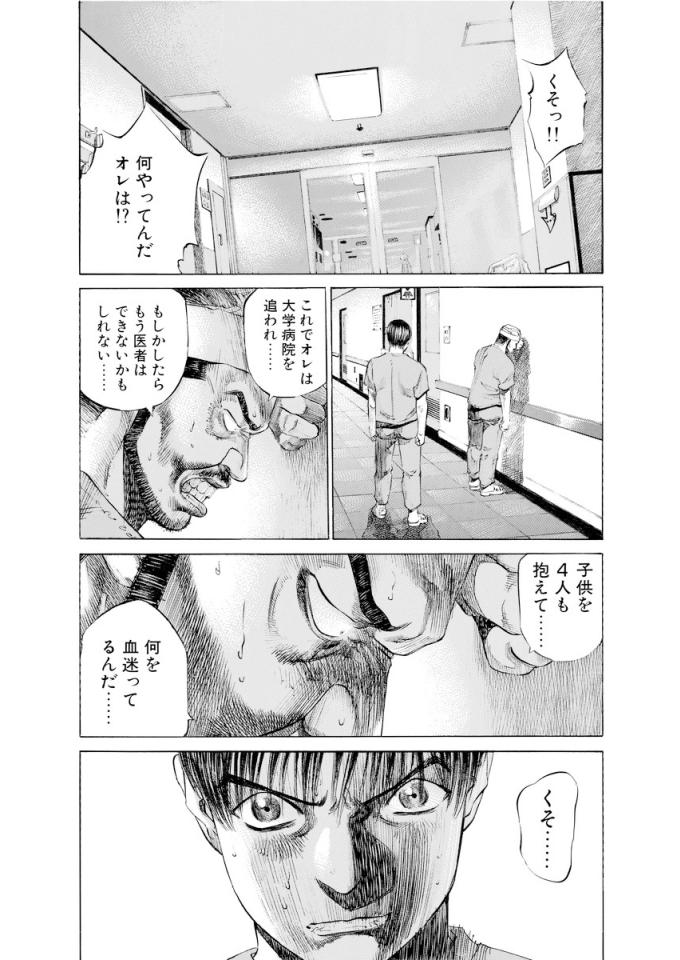 くそっ!!
何やってんだ
オレは!?
これでオレは
大学病院を
追われ……
もしかしたら
もう医者は
できないかも
しれない……
子供を
4人も
抱えて……
何を
血迷って
るんだ……
くそ……